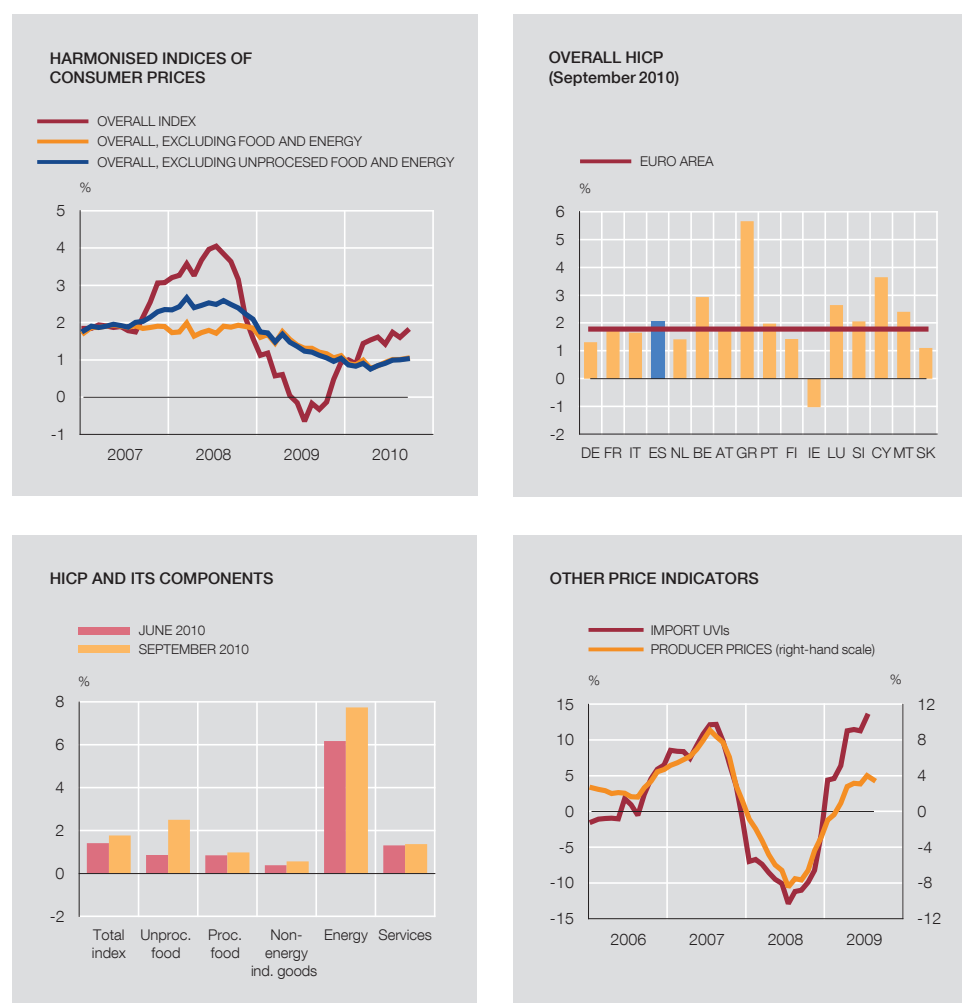 HARMONISED INDICES OF
CONSUMER PRICES
OVERALL INDEX
OVERALL, EXCLUDING FOOD AND ENERGY
OVERALL, EXCLUDING UNPROCESED FOOD AND ENERGY
%
5
4
3
2
1
0
-1
2007 2008 2009 2010
OVERALL HICP
(September 2010)
EURO AREA
%
6
5
4
3
2
1
0
-1
-2
DE FR IT ES NL BE AT GR PT FI IE LU SI CY MT SK
HICP AND ITS COMPONENTS
JUNE 2010
SEPTEMBER 2010
%
8
6
4
2
0
-2
Total Unproc. Proc. Non- Energy Services
index food food energy
ind. goods
OTHER PRICE INDICATORS
IMPORT UVIs
PRODUCER PRICES (right-hand scale)
% %
15 12
10 8
5 4
0 0
-5 -4
-10 -8
-15 -12
2006 2007 2008 2009